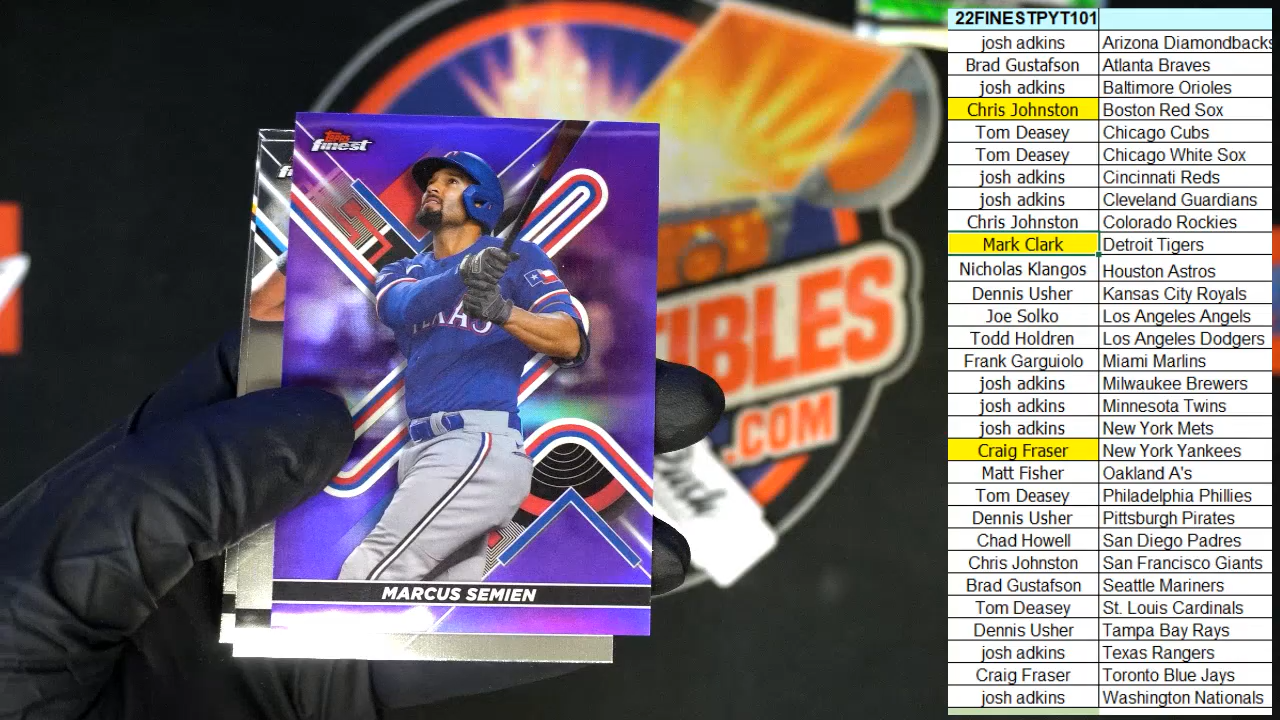 TOPPS
finest
TEXAS
MARCUS SEMIEN
IBLES
.COM
22FINESTPYT101
josh adkins Arizona Diamondbacks
Brad Gustafson Atlanta Braves
josh adkins Baltimore Orioles
Chris Johnston Boston Red Sox
Tom Deasey Chicago Cubs
Tom Deasey Chicago White Sox
josh adkins Cincinnati Reds
josh adkins Cleveland Guardians
Chris Johnston Colorado Rockies
Mark Clark Detroit Tigers
Nicholas Klangos Houston Astros
Dennis Usher Kansas City Royals
Joe Solko Los Angeles Angels
Todd Holdren Los Angeles Dodgers
Frank Garguiolo Miami Marlins
josh adkins Milwaukee Brewers
josh adkins Minnesota Twins
josh adkins New York Mets
Craig Fraser New York Yankees
Matt Fisher Oakland A's
Tom Deasey Philadelphia Phillies
Dennis Usher Pittsburgh Pirates
Chad Howell San Diego Padres
Chris Johnston San Francisco Giants
Brad Gustafson Seattle Mariners
Tom Deasey St. Louis Cardinals
Dennis Usher Tampa Bay Rays
josh adkins Texas Rangers
Craig Fraser Toronto Blue Jays
josh adkins Washington Nationals